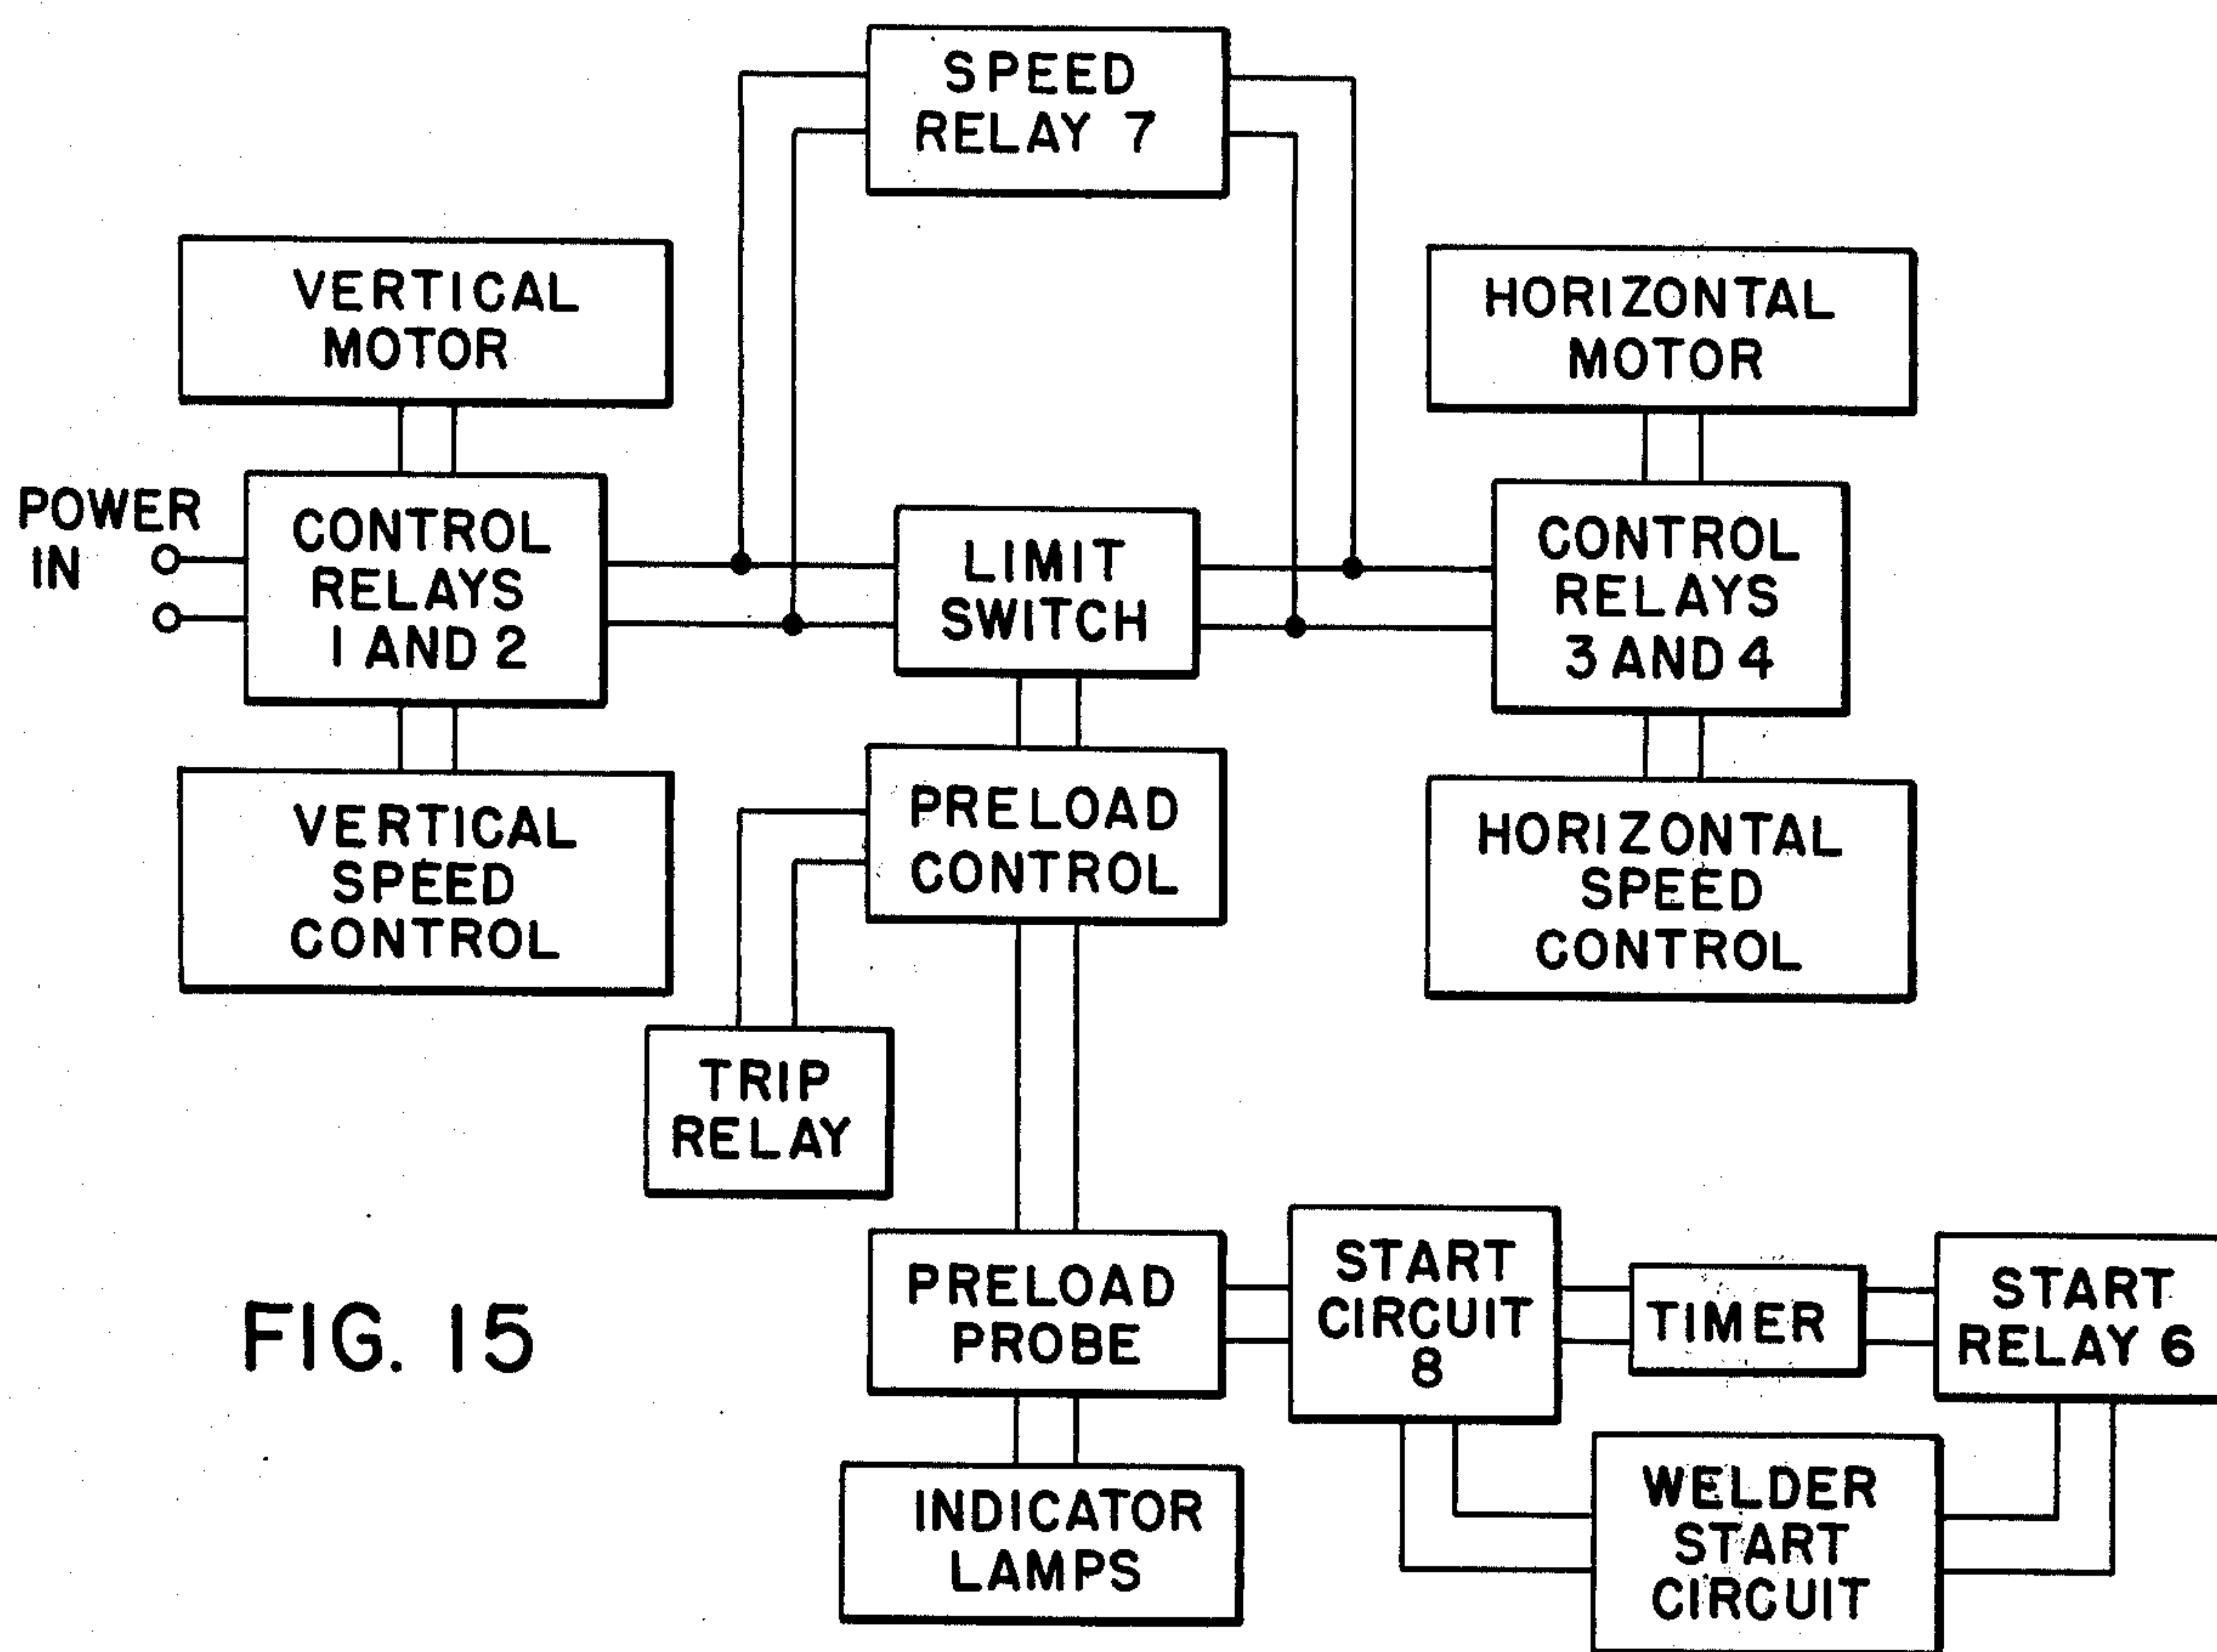 SPEED
RELAY 7
VERTICAL
MOTOR
HORIZONTAL
MOTOR
POWER
IN
CONTROL
RELAYS
1 AND 2
LIMIT
SWITCH
CONTROL
RELAYS
3 AND 4
VERTICAL
SPEED
CONTROL
PRELOAD
CONTROL
HORIZONTAL
SPEED
CONTROL
TRIP
RELAY
PRELOAD
PROBE
START
CIRCUIT
8
TIMER
START
RELAY 6
FIG. 15
INDICATOR
LAMPS
WELDER
START
CIRCUIT